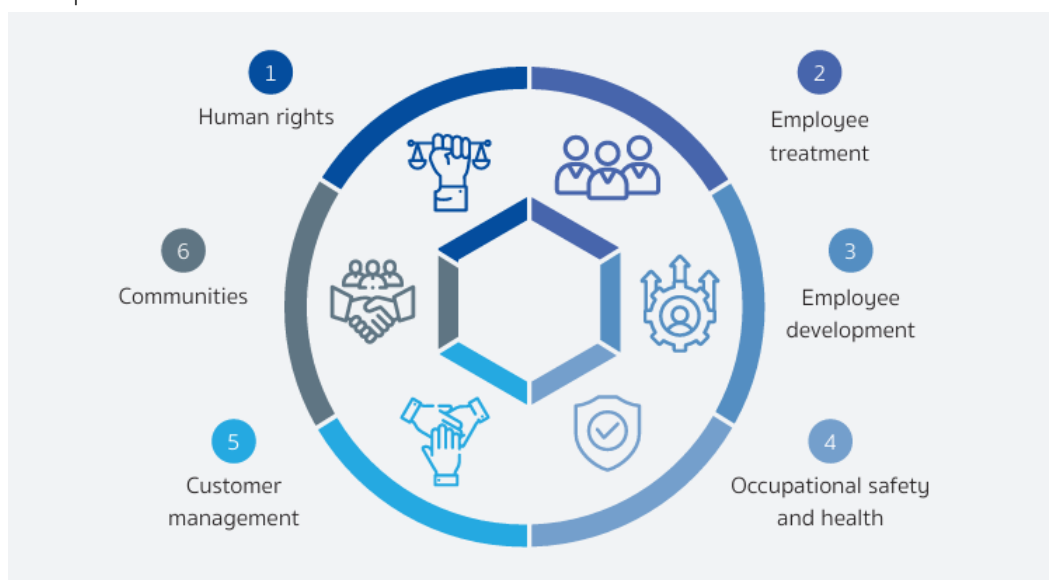 1
Human rights
2
Employee
treatment
3
Employee
development
4
Occupational safety
and health
5
Customer
management
6
Communities